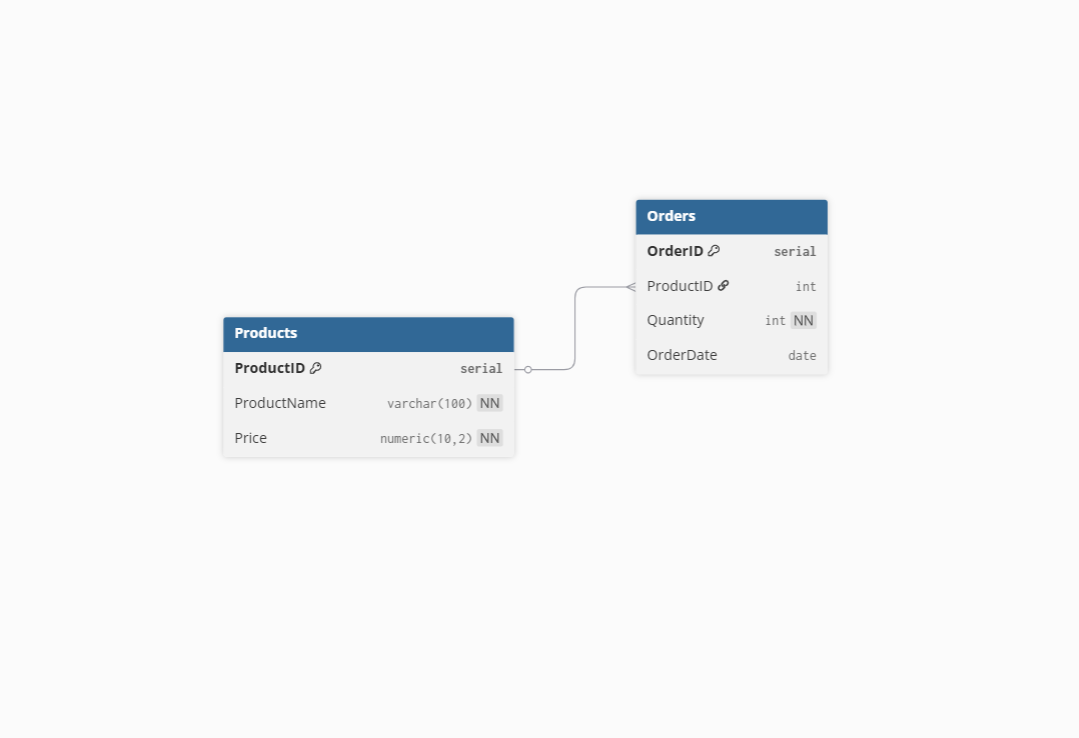 Products
ProductID serial
ProductName varchar(100) NN
Price numeric(10,2) NN
Orders
OrderID serial
ProductID int
Quantity int NN
OrderDate date